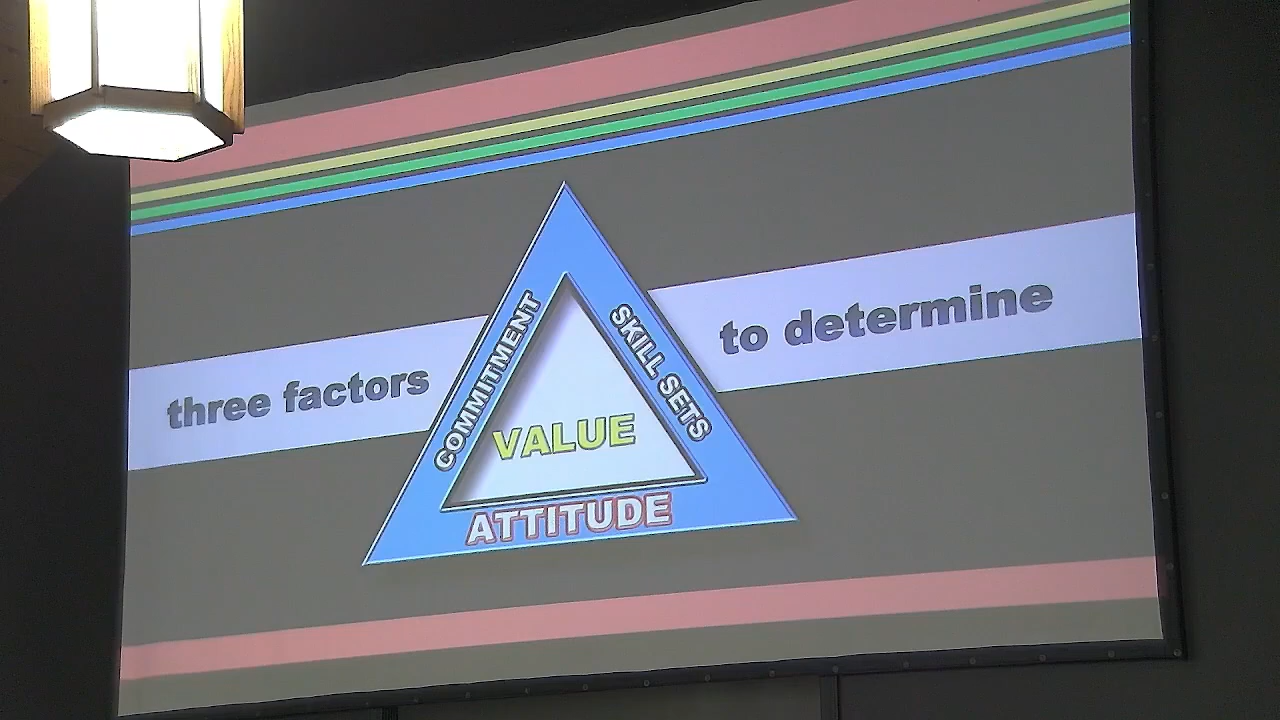 three factors
to determine
COMMITMENT
SKILL SETS
VALUE
ATTITUDE